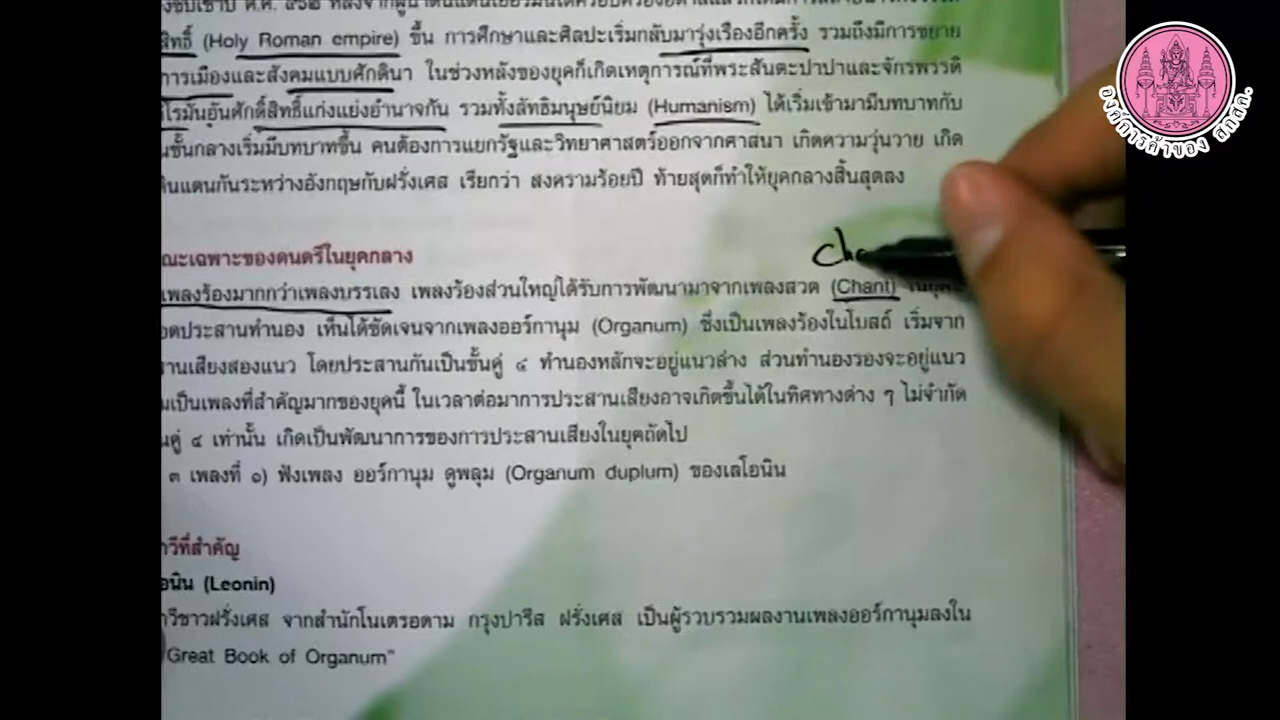 (Holy Roman empire) ขึ้น การศึกษาและศิลปะเริ่มกลับมารุ่งเรืองอีกครั้ง รวมถึงมีการขยาย
การเมืองและสังคมแบบศักดินา ในช่วงหลังของยุคก็เกิดเหตุการณ์ที่พระสันตะปาปาและจักรพรรดิ
โรมันอันศักดิ์สิทธิ์แก่งแย่งอำนาจกัน รวมทั้งลัทธิมนุษย์นิยม (Humanism) ได้เริ่มเข้ามามีบทบาทกับ
ชั้นกลางเริ่มมีบทบาทขึ้น คนต้องการแยกรัฐและวิทยาศาสตร์ออกจากศาสนา เกิดความวุ่นวาย เกิด
ดินแดนกันระหว่างอังกฤษกับฝรั่งเศส เรียกว่า สงครามร้อยปี ท้ายสุดก็ทำให้ยุคกลางสิ้นสุดลง
ณะเฉพาะของดนตรีในยุคกลาง
เพลงร้องมากกว่าเพลงบรรเลง เพลงร้องส่วนใหญ่ได้รับการพัฒนามาจากเพลงสวด (Chant)
อดประสานทำนอง เห็นได้ชัดเจนจากเพลงออร์กานุม (Organum) ซึ่งเป็นเพลงร้องในโบสถ์ เริ่มจาก
านเสียงสองแนว โดยประสานกันเป็นขั้นคู่ ๔ ทำนองหลักจะอยู่แนวล่าง ส่วนทำนองรองจะอยู่แนว
เป็นเพลงที่สำคัญมากของยุคนี้ ในเวลาต่อมาการประสานเสียงอาจเกิดขึ้นได้ในทิศทางต่าง ๆ ไม่จำกัด
คู่ ๔ เท่านั้น เกิดเป็นพัฒนาการของการประสานเสียงในยุคถัดไป
๓ เพลงที่ ๑) ฟังเพลง ออร์กานุม ดูพลุม (Organum duplum) ของเลโอนิน
วีที่สำคัญ
อนิน (Leonin)
วีชาวฝรั่งเศส จากสำนักโนเตรอดาม กรุงปารีส ฝรั่งเศส เป็นผู้รวบรวมผลงานเพลงออร์กานุมลงใน
Great Book of Organum"
องค์การค้าของ สกสค.